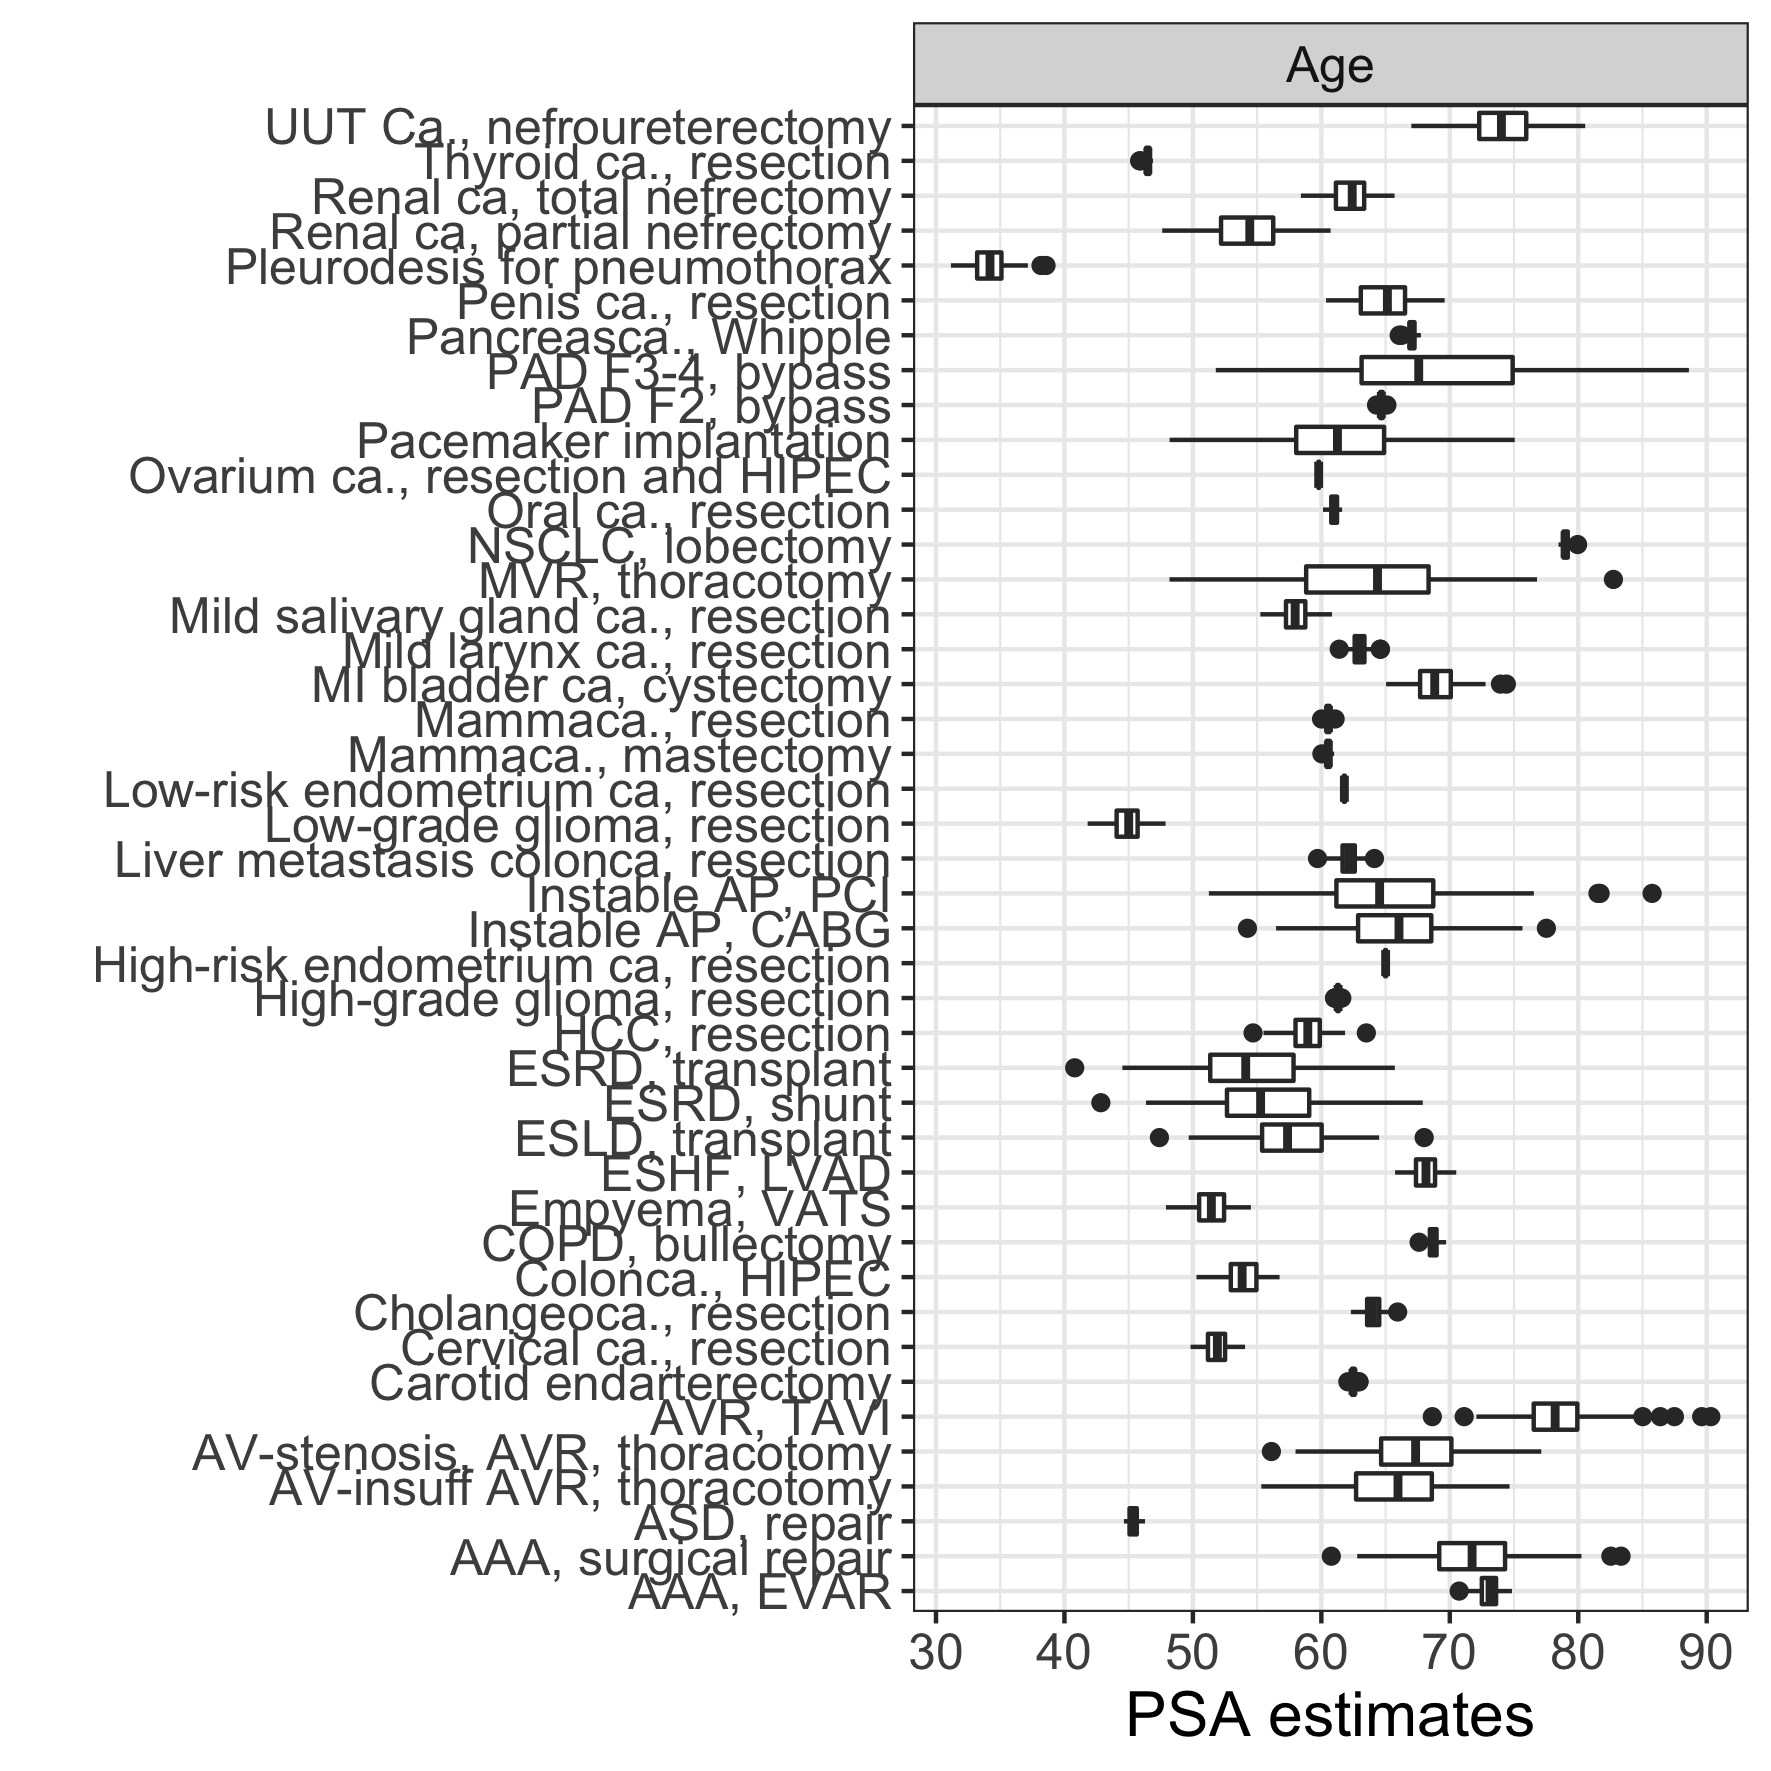 Age
UUT Ca., nefroureterectomy
Thyroid ca., resection
Renal ca, total nefrectomy
Renal ca, partial nefrectomy
Pleurodesis for pneumothorax
Penis ca., resection
Pancreasca., Whipple
PAD F3-4, bypass
PAD F2, bypass
Pacemaker implantation
Ovarium ca., resection and HIPEC
Oral ca., resection
NSCLC, lobectomy
MVR, thoracotomy
Mild salivary gland ca., resection
Mild larynx ca., resection
MI bladder ca, cystectomy
Mammaca., resection
Mammaca., mastectomy
Low-risk endometrium ca, resection
Low-grade glioma, resection
Liver metastasis colonca, resection
Instable AP, PCI
Instable AP, CABG
High-risk endometrium ca, resection
High-grade glioma, resection
HCC, resection
ESRD, transplant
ESRD, shunt
ESLD, transplant
ESHF, LVAD
Empyema, VATS
COPD, bullectomy
Colonca., HIPEC
Cholangeoca., resection
Cervical ca., resection
Carotid endarterectomy
AVR, TAVI
AV-stenosis, AVR, thoracotomy
AV-insuff AVR, thoracotomy
ASD, repair
AAA, surgical repair
AAA, EVAR
30 40 50 60 70 80 90
PSA estimates